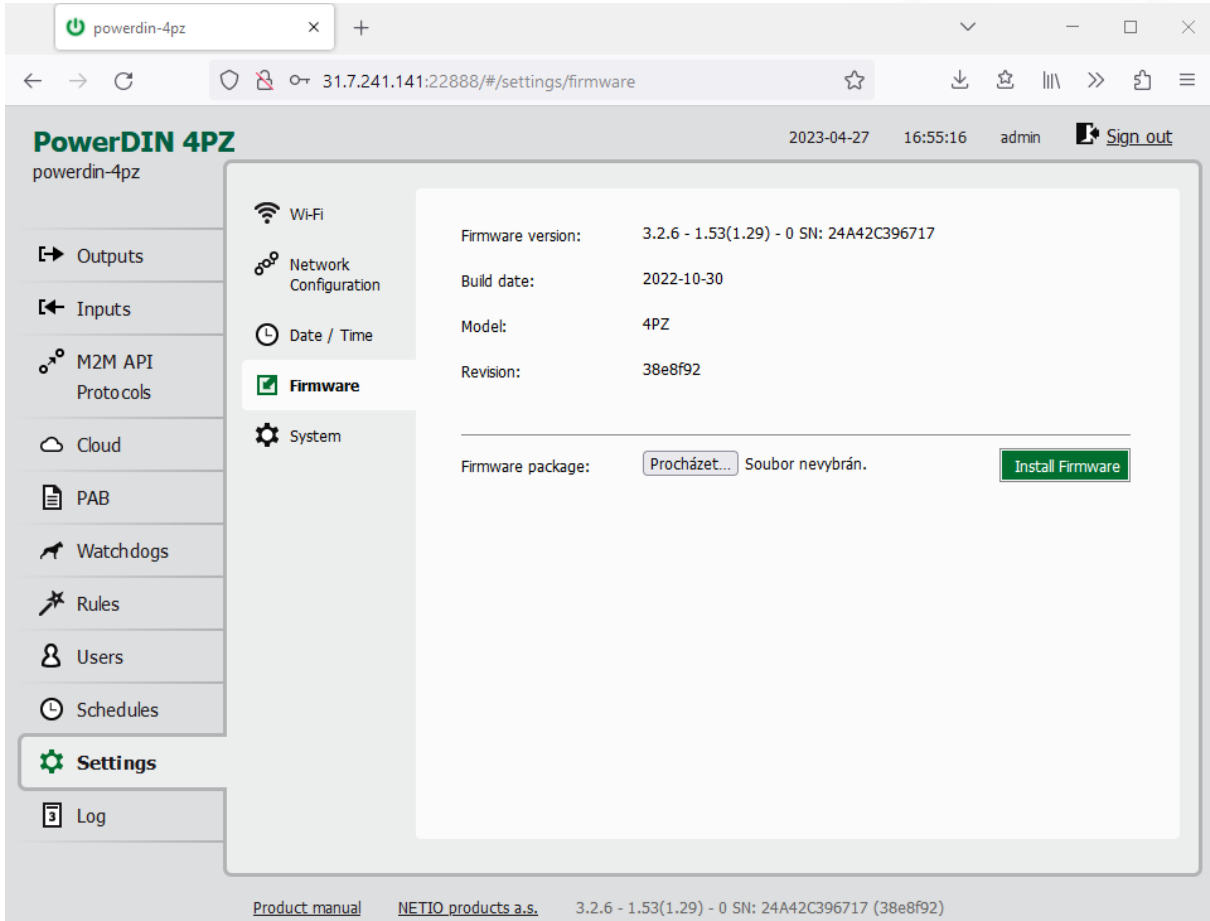 powerdin-4pz
31.7.241.141:22888/#/settings/firmware
PowerDIN 4PZ
powerdin-4pz
2023-04-27 16:55:16 admin Sign out
Outputs
Inputs
M2M API
Protocols
Cloud
PAB
Watchdogs
Rules
Users
Schedules
Settings
3 Log
Wi-Fi
Network
Configuration
Date / Time
Firmware
System
Firmware version: 3.2.6 - 1.53(1.29) - 0 SN: 24A42C396717
Build date: 2022-10-30
Model: 4PZ
Revision: 38e8f92
Firmware package: Procházet... Soubor nevybrán. Install Firmware
Product manual NETIO products a.s. 3.2.6 - 1.53(1.29) - 0 SN: 24A42C396717 (38e8f92)